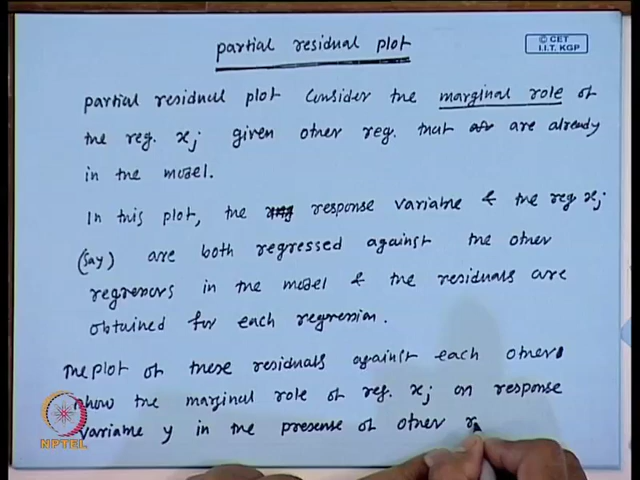 partial residual plot
© CET
I.I.T. KGP
partial residual plot Consider the marginal role of
the reg. xj given other reg. that are already
in the model.
In this plot, the response variable & the reg xj
(say) are both regressed against the other
regressors in the model & the residuals are
obtained for each regression.
The plot of these residuals against each other
show the marginal role of reg. xj on response
variable y in the presense of other r
NPTEL